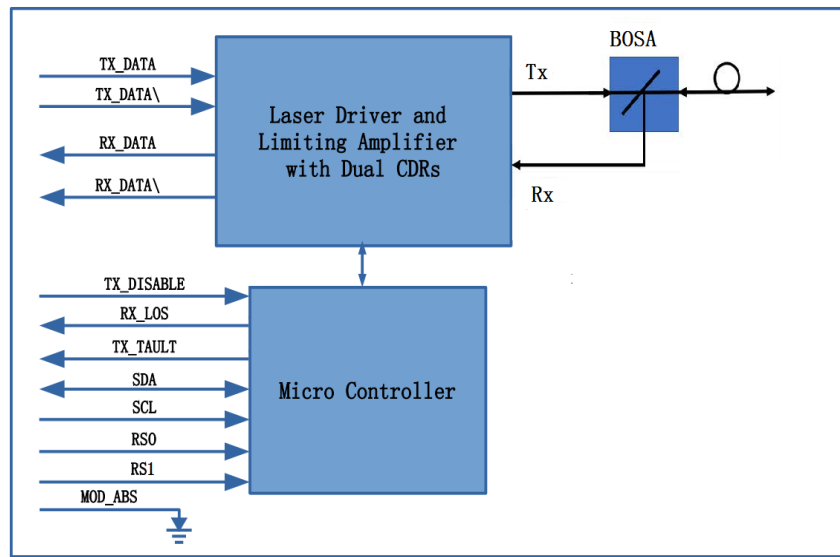 BOSA
TX_DATA
Tx
TX_DATA\
Laser Driver and
Limiting Amplifier
with Dual CDRs
RX_DATA
RX_DATA\
Rx
TX_DISABLE
RX_LOS
TX_TAULT
SDA
Micro Controller
SCL
RS0
RS1
MOD_ABS